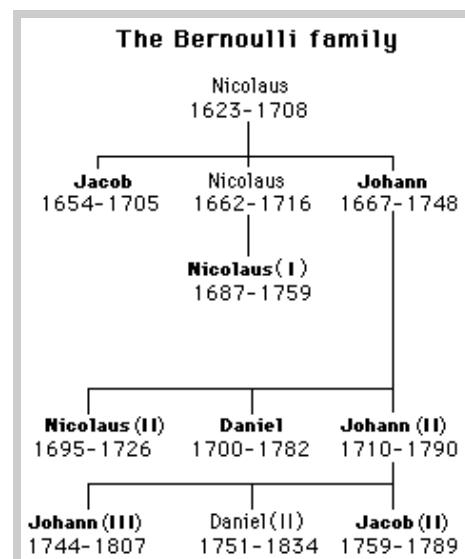 The Bernoulli family
Nicolaus
1623-1708
Jacob Nicolaus Johann
1654-1705 1662-1716 1667-1748
Nicolaus(I)
1687-1759
Nicolaus (II) Daniel Johann (II)
1695-1726 1700-1782 1710-1790
Johann (III) Daniel(II) Jacob (II)
1744-1807 1751-1834 1759-1789